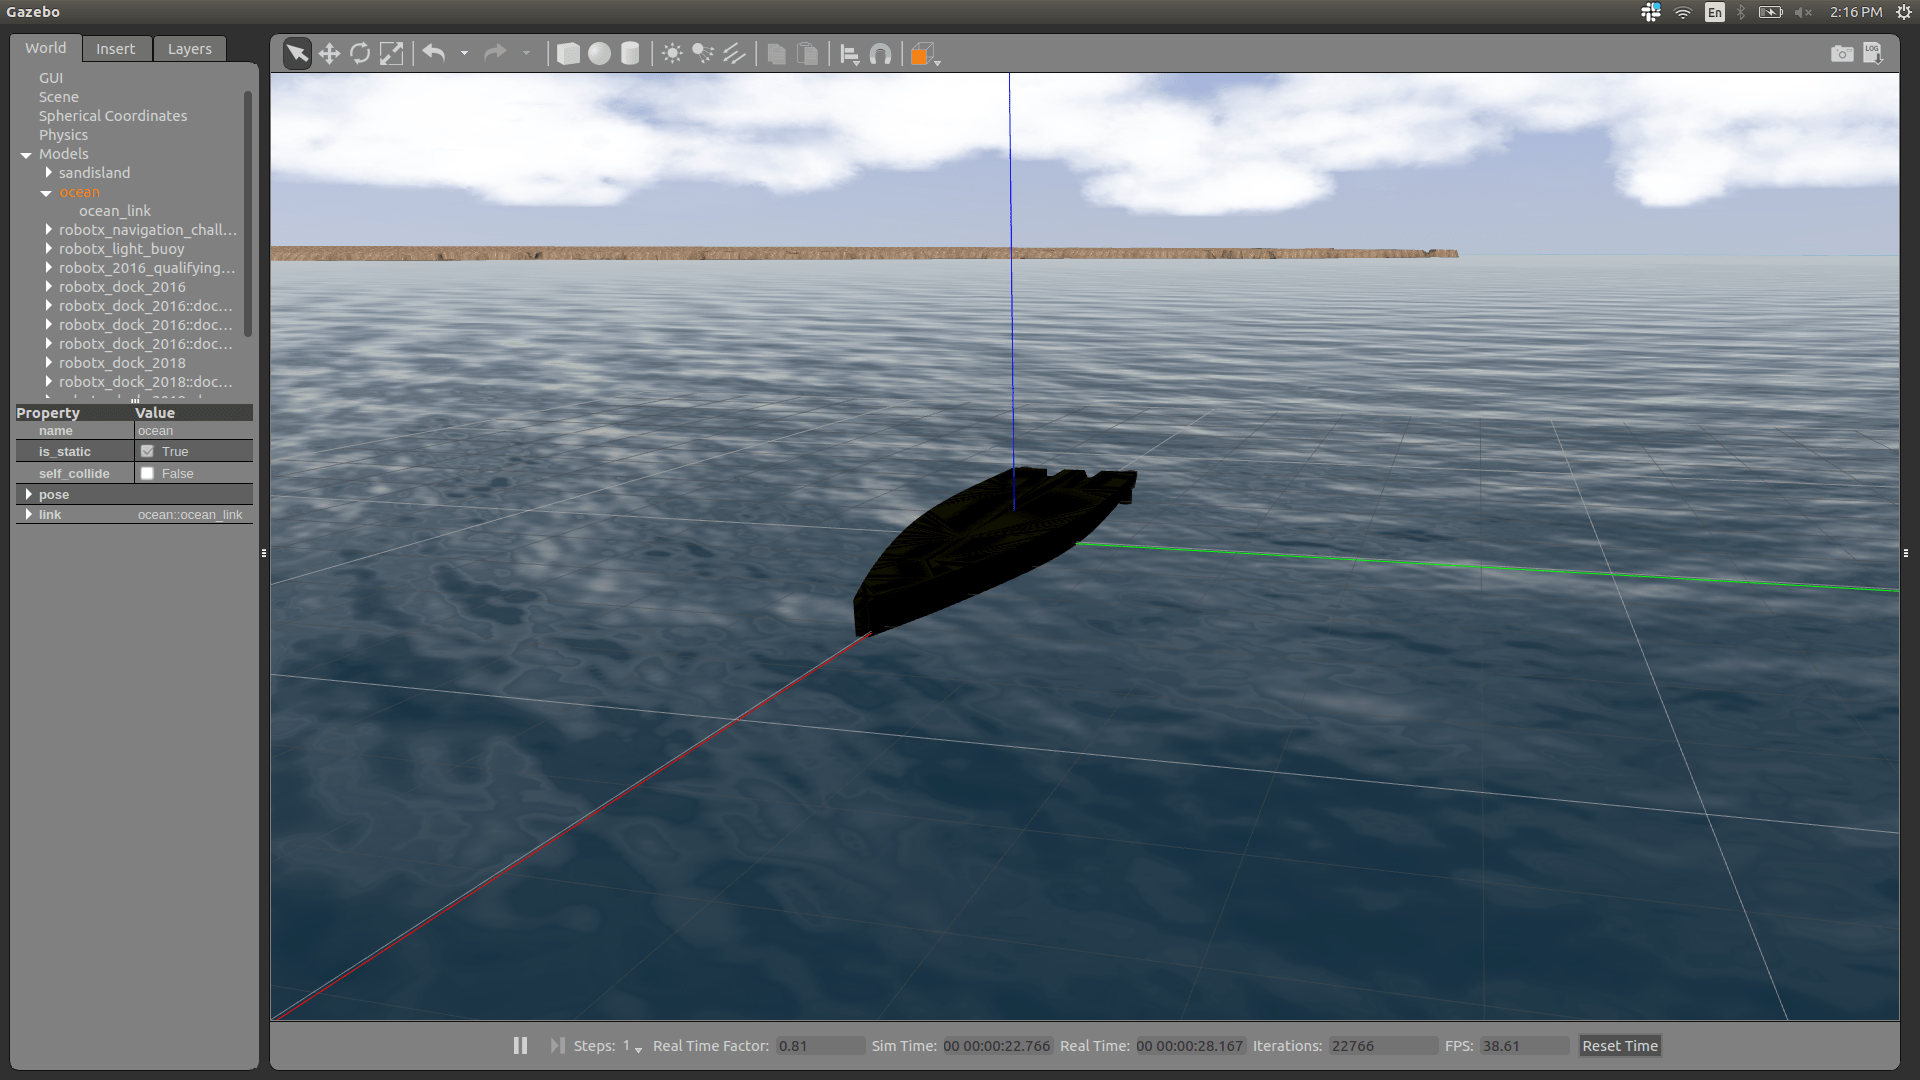 Gazebo
En
2:16 PM
World
Insert
Layers
LOG
GUI
Scene
Spherical Coordinates
Physics
Models
sandisland
ocean
ocean_link
robotx_navigation_chall...
robotx_light_buoy
robotx_2016_qualifying...
robotx_dock_2016
robotx_dock_2016::doc...
robotx_dock_2016::doc...
robotx_dock_2016::doc...
robotx_dock_2018
robotx_dock_2018::doc...
Property Value
name ocean
is_static True
self_collide False
pose
link ocean::ocean_link
Steps: 1 Real Time Factor: 0.81 Sim Time: 00 00:00:22.766 Real Time: 00 00:00:28.167 Iterations: 22766 FPS: 38.61 Reset Time